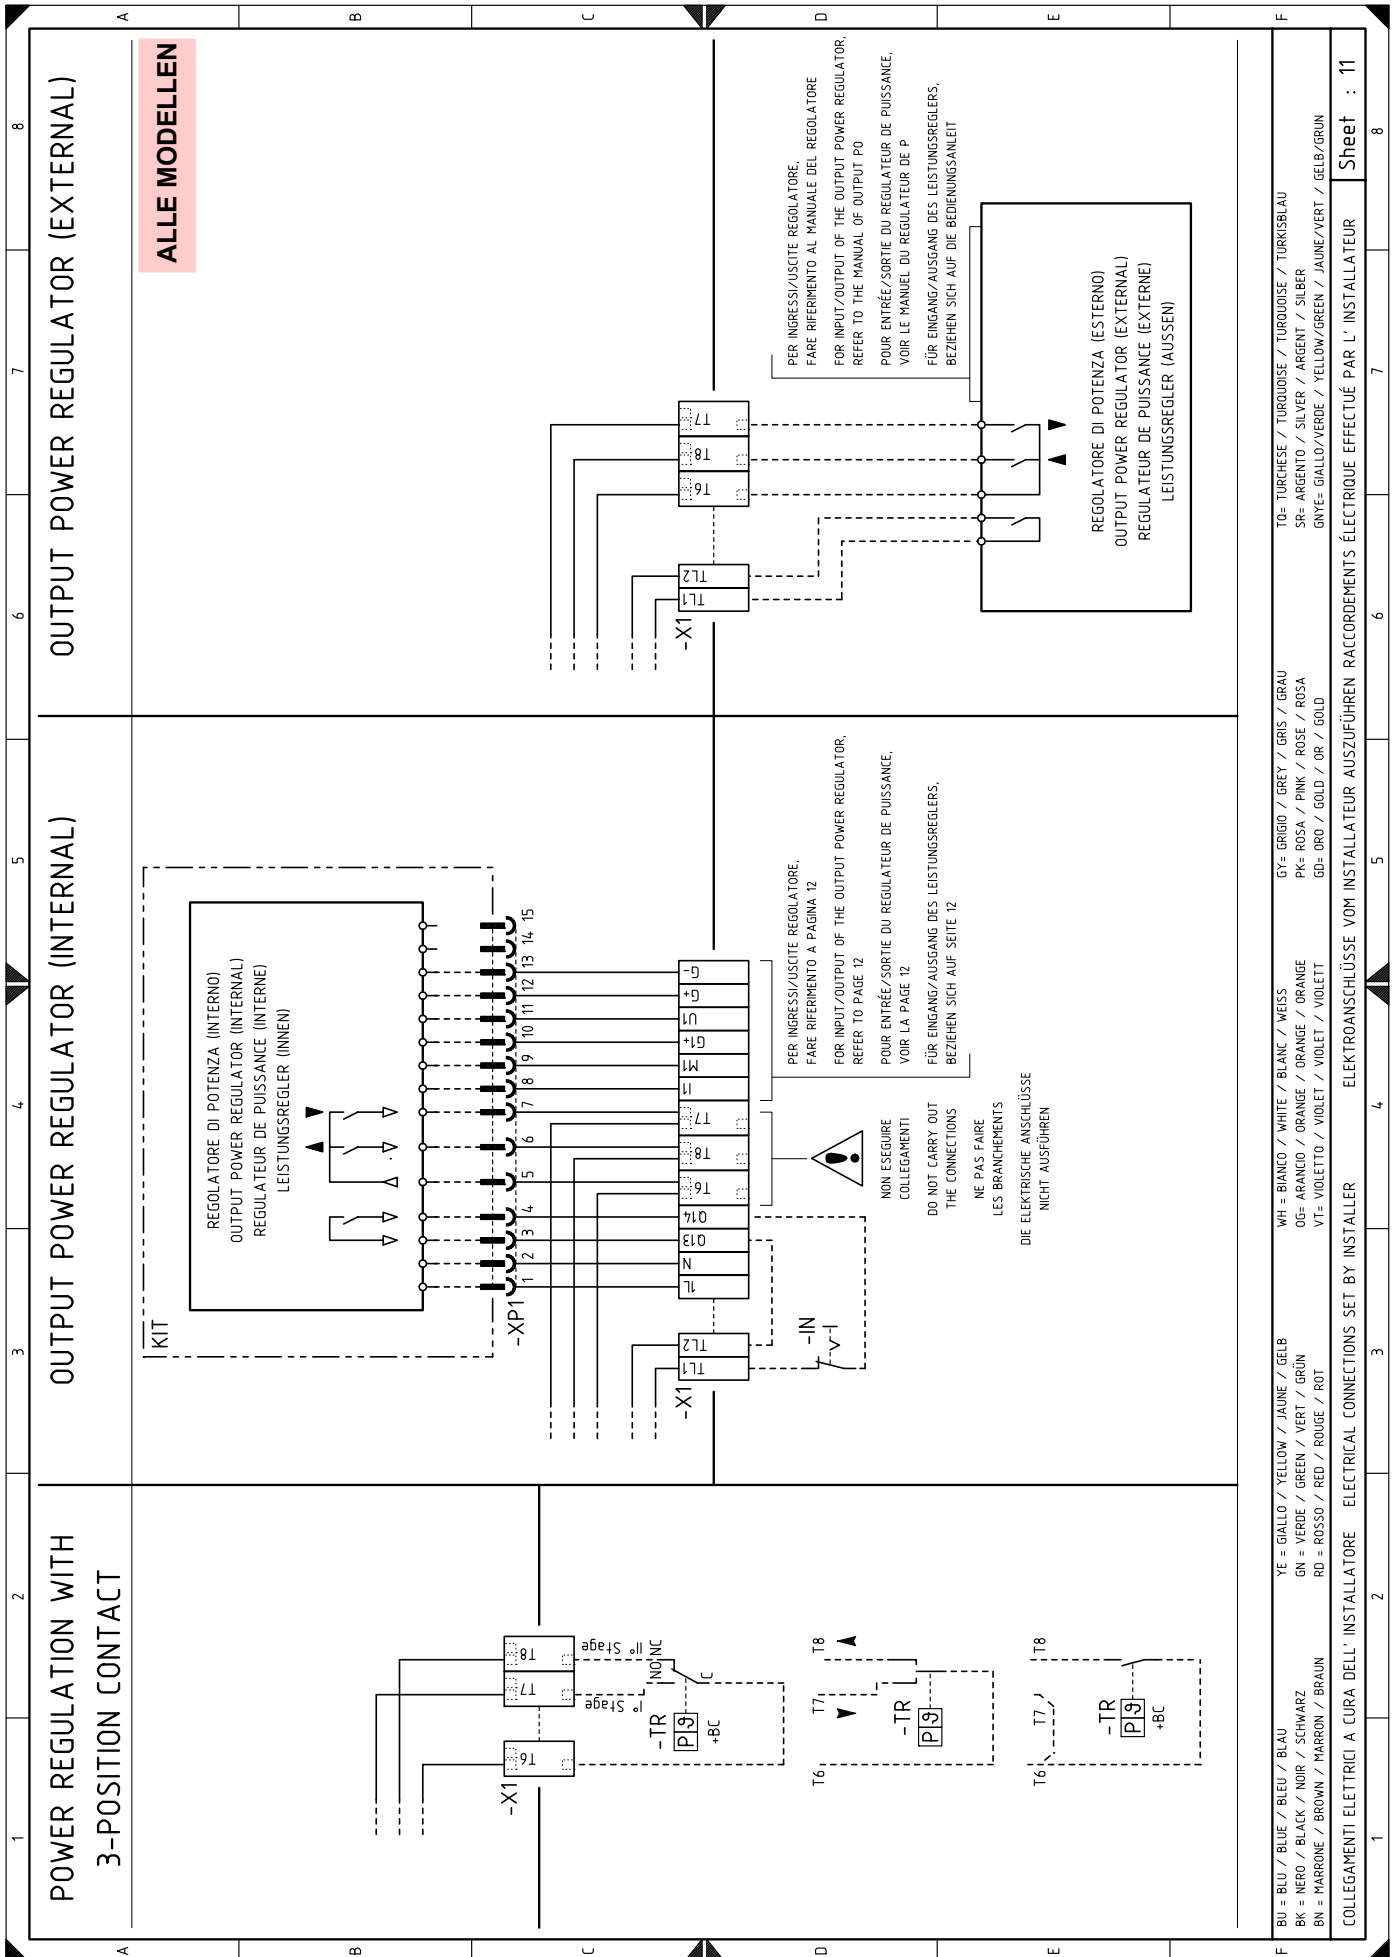 1
2
3
4
5
6
7
8
A
B
C
D
E
F
POWER REGULATION WITH
3-POSITION CONTACT
-X1
T6
T7
T8
I° Stage
II° Stage
NO
NC
C
-TR
P
ϑ
+BC
T6
T7
T8
-TR
P
ϑ
T6
T7
T8
-TR
P
ϑ
+BC
OUTPUT POWER REGULATOR (INTERNAL)
KIT
REGOLATORE DI POTENZA (INTERNO)
OUTPUT POWER REGULATOR (INTERNAL)
REGULATEUR DE PUISSANCE (INTERNE)
LEISTUNGSREGLER (INNEN)
-XP1
1
2
3
4
5
6
7
8
9
10
11
12
13
14
15
-X1
TL1
TL2
1L
N
Q13
Q14
T6
T8
T7
I1
M1
G1+
U1
G+
G-
-IN
NON ESEGUIRE
COLLEGAMENTI
DO NOT CARRY OUT
THE CONNECTIONS
NE PAS FAIRE
LES BRANCHEMENTS
DIE ELEKTRISCHE ANSCHLÜSSE
NICHT AUSFÜHREN
PER INGRESSI/USCITE REGOLATORE,
FARE RIFERIMENTO A PAGINA 12
FOR INPUT/OUTPUT OF THE OUTPUT POWER REGULATOR,
REFER TO PAGE 12
POUR ENTRÉE/SORTIE DU REGULATEUR DE PUISSANCE,
VOIR LA PAGE 12
FÜR EINGANG/AUSGANG DES LEISTUNGSREGLERS,
BEZIEHEN SICH AUF SEITE 12
OUTPUT POWER REGULATOR (EXTERNAL)
ALLE MODELLEN
-X1
TL1
TL2
T6
T8
T7
PER INGRESSI/USCITE REGOLATORE,
FARE RIFERIMENTO AL MANUALE DEL REGOLATORE
FOR INPUT/OUTPUT OF THE OUTPUT POWER REGULATOR,
REFER TO THE MANUAL OF OUTPUT PO
POUR ENTRÉE/SORTIE DU REGULATEUR DE PUISSANCE,
VOIR LE MANUEL DU REGULATEUR DE P
FÜR EINGANG/AUSGANG DES LEISTUNGSREGLERS,
BEZIEHEN SICH AUF DIE BEDIENUNGSANLEIT
REGOLATORE DI POTENZA (ESTERNO)
OUTPUT POWER REGULATOR (EXTERNAL)
REGULATEUR DE PUISSANCE (EXTERNE)
LEISTUNGSREGLER (AUSSEN)
BU = BLU / BLUE / BLEU / BLAU
BK = NERO / BLACK / NOIR / SCHWARZ
BN = MARRONE / BROWN / MARRON / BRAUN
YE = GIALLO / YELLOW / JAUNE / GELB
GN = VERDE / GREEN / VERT / GRÜN
RD = ROSSO / RED / ROUGE / ROT
WH = BIANCO / WHITE / BLANC / WEISS
OG= ARANCIO / ORANGE / ORANGE / ORANGE
VT= VIOLETTO / VIOLET / VIOLET / VIOLETT
GY= GRIGIO / GREY / GRIS / GRAU
PK= ROSA / PINK / ROSE / ROSA
GD= ORO / GOLD / OR / GOLD
TQ= TURCHESE / TURQUOISE / TURQUOISE / TURKISBLAU
SR= ARGENTO / SILVER / ARGENT / SILBER
GNYE= GIALLO/VERDE / YELLOW/GREEN / JAUNE/VERT / GELB/GRUN
COLLEGAMENTI ELETTRICI A CURA DELL' INSTALLATORE ELECTRICAL CONNECTIONS SET BY INSTALLER ELEKTROANSCHLÜSSE VOM INSTALLATEUR AUSZUFÜHREN RACCORDEMENTS ÉLECTRIQUE EFFECTUÉ PAR L' INSTALLATEUR
Sheet : 11
A
B
C
D
E
F
1
2
3
4
5
6
7
8